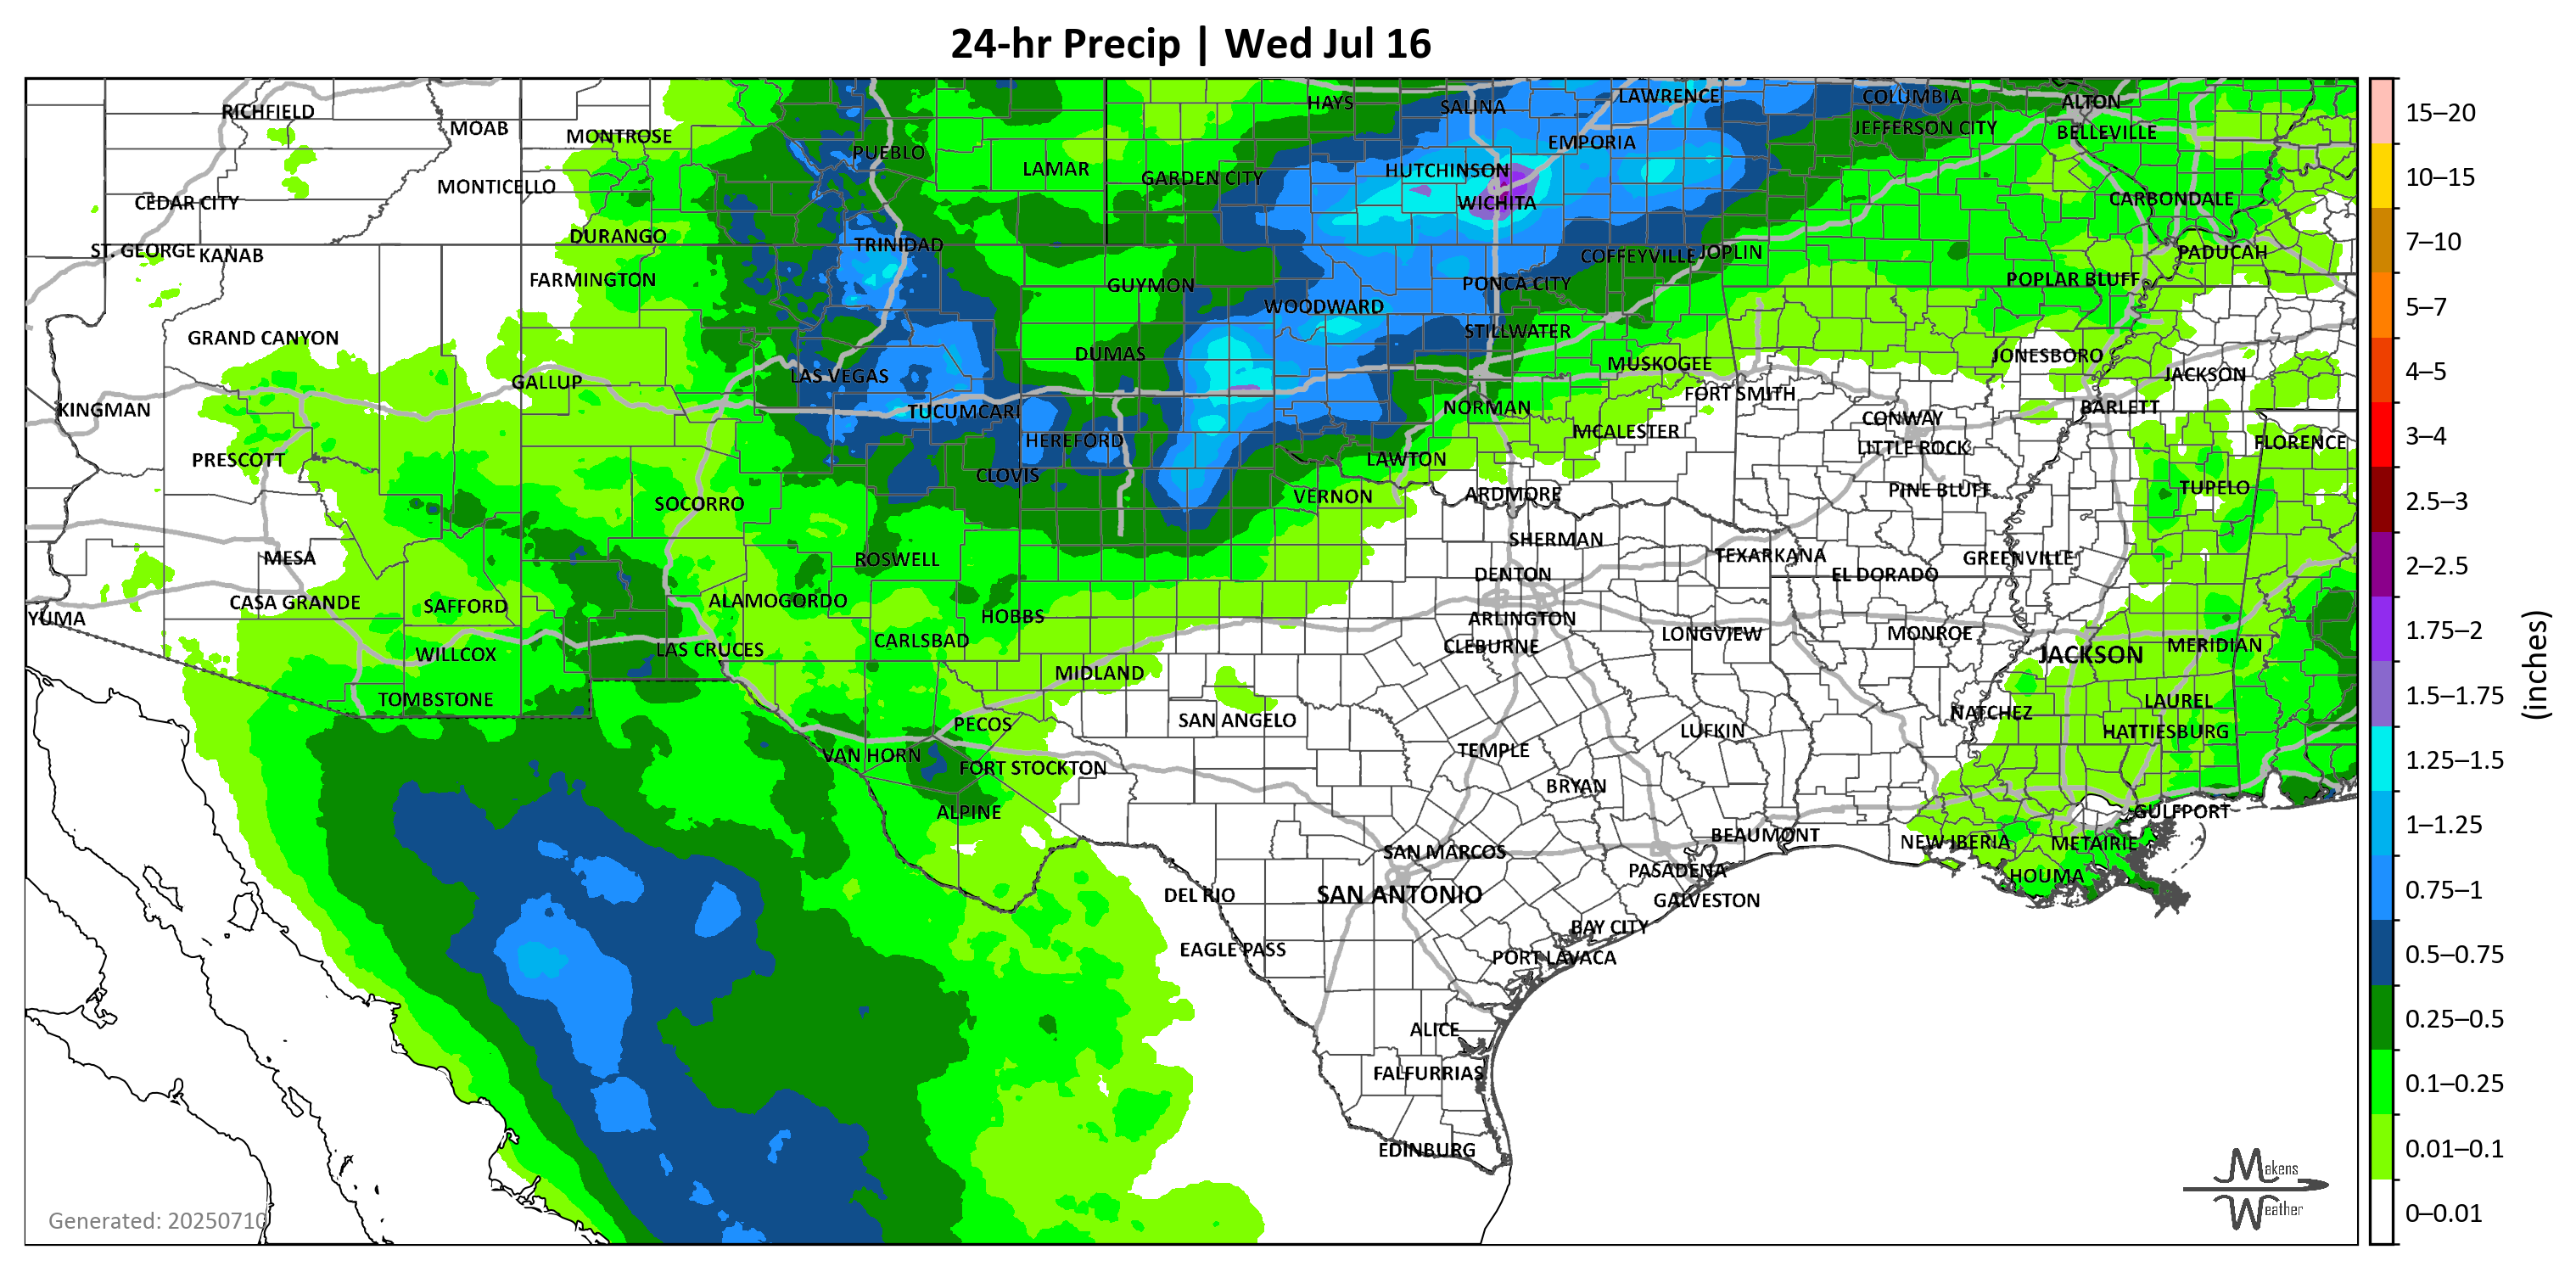 24-hr Precip | Wed Jul 16
RICHFIELD
MOAB
MONTROSE
PUEBLO
LAMAR
GARDEN CITY
HAYS
SALINA
LAWRENCE
COLUMBIA
ALTON
JEFFERSON CITY
BELLEVILLE
EMPORIA
HUTCHINSON
WICHITA
CARBONDALE
MONTICELLO
CEDAR CITY
DURANGO
TRINIDAD
ST. GEORGE
KANAB
FARMINGTON
GUYMON
COFFEYVILLE
JOPLIN
PADUCAH
PONCA CITY
POPLAR BLUFF
WOODWARD
STILLWATER
GRAND CANYON
DUMAS
MUSKOGEE
JONESBORO
GALLUP
LAS VEGAS
JACKSON
FORT SMITH
KINGMAN
TUCUMCARI
NORMAN
BARLETT
CONWAY
HEREFORD
MCALESTER
LITTLE ROCK
FLORENCE
PRESCOTT
LAWTON
CLOVIS
SOCORRO
VERNON
ARDMORE
PINE BLUFF
TUPELO
MESA
ROSWELL
SHERMAN
TEXARKANA
GREENVILLE
DENTON
EL DORADO
YUMA
CASA GRANDE
SAFFORD
ALAMOGORDO
HOBBS
ARLINGTON
CARLSBAD
CLEBURNE
LONGVIEW
MONROE
JACKSON
MERIDIAN
WILLCOX
LAS CRUCES
MIDLAND
TOMBSTONE
PECOS
SAN ANGELO
LUFKIN
NATCHEZ
LAUREL
HATTIESBURG
VAN HORN
FORT STOCKTON
TEMPLE
BRYAN
ALPINE
GULFPORT
BEAUMONT
NEW IBERIA
METAIRIE
SAN MARCOS
PASADENA
HOUMA
DEL RIO
SAN ANTONIO
GALVESTON
BAY CITY
EAGLE PASS
PORT LAVACA
ALICE
FALFURRIAS
EDINBURG
Generated: 20250710
Makens
Weather
15–20
10–15
7–10
5–7
4–5
3–4
2.5–3
2–2.5
1.75–2
1.5–1.75
1.25–1.5
1–1.25
0.75–1
0.5–0.75
0.25–0.5
0.1–0.25
0.01–0.1
0–0.01
(inches)